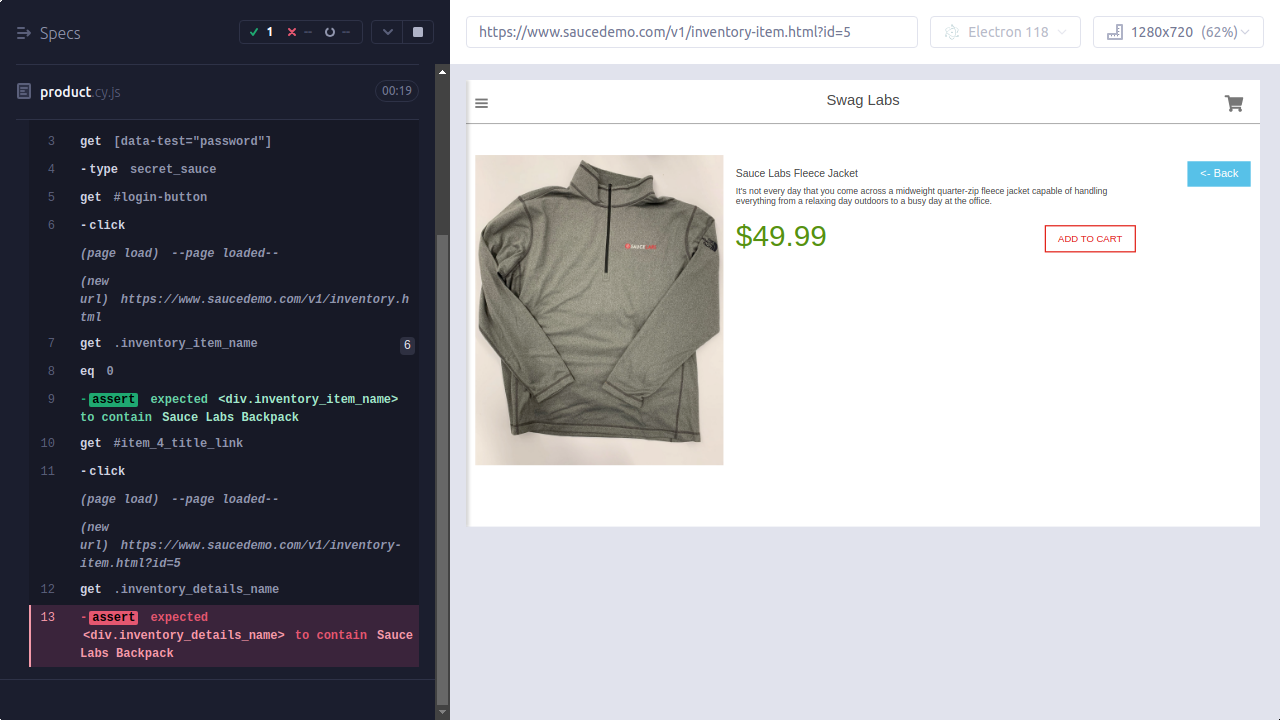 Specs
1
--
--
https://www.saucedemo.com/v1/inventory-item.html?id=5
Electron 118
1280x720 (62%)
product.cy.js
00:19
3 get [data-test="password"]
4 -type secret_sauce
5 get #login-button
6 -click
(page load) --page loaded--
(new
url) https://www.saucedemo.com/v1/inventory.h
tml
7 get .inventory_item_name 6
8 eq 0
9 -assert expected <div.inventory_item_name>
to contain Sauce Labs Backpack
10 get #item_4_title_link
11 -click
(page load) --page loaded--
(new
url) https://www.saucedemo.com/v1/inventory-
item.html?id=5
12 get .inventory_details_name
13 -assert expected
<div.inventory_details_name> to contain Sauce
Labs Backpack
Swag Labs
<- Back
Sauce Labs Fleece Jacket
It's not every day that you come across a midweight quarter-zip fleece jacket capable of handling
everything from a relaxing day outdoors to a busy day at the office.
$49.99
ADD TO CART